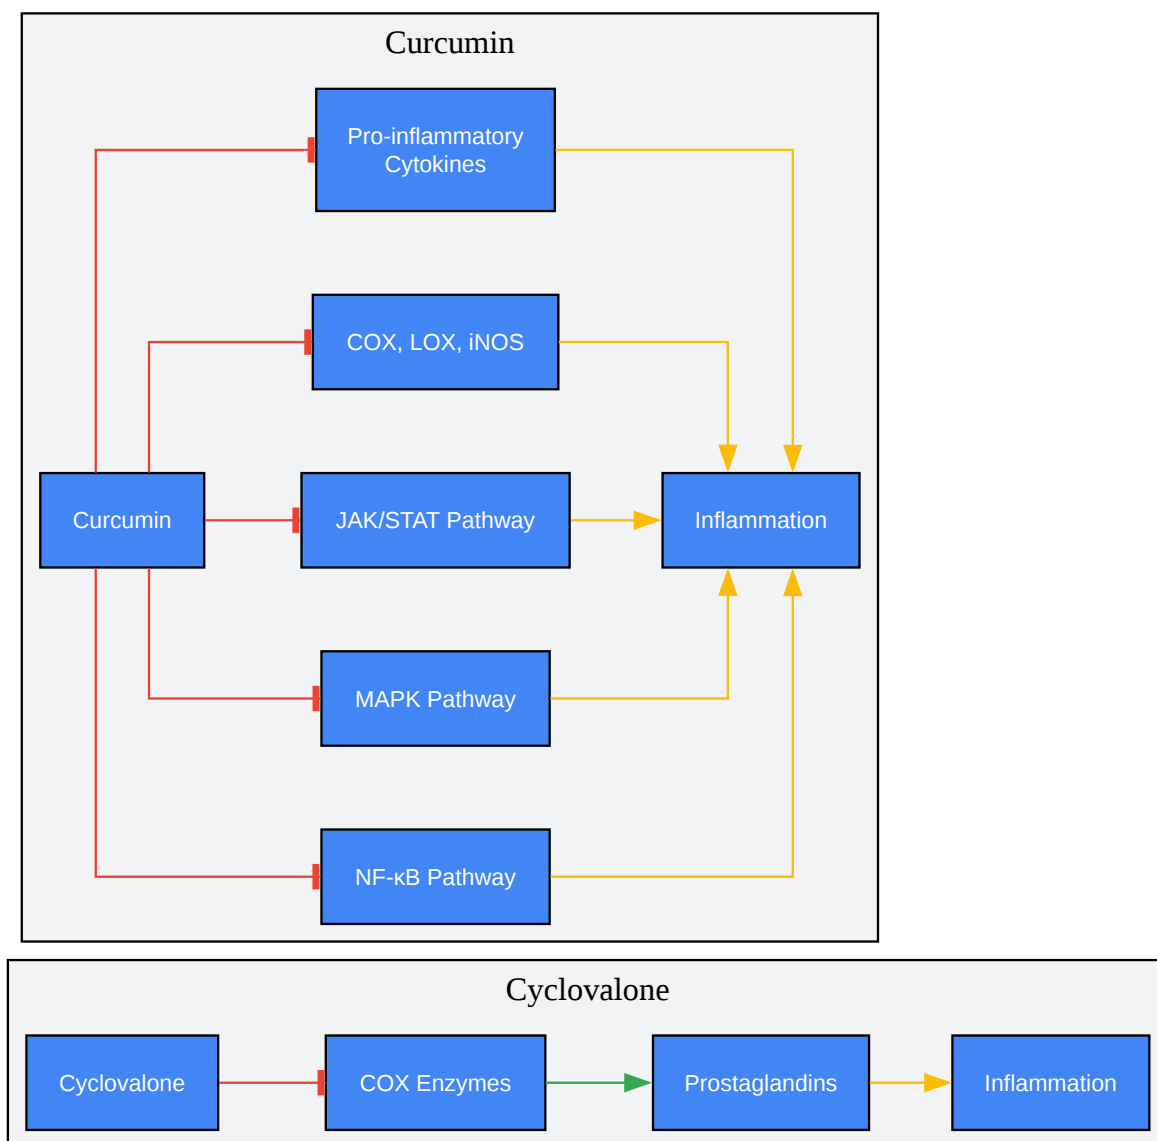 Curcumin
Pro-inflammatory
Cytokines
COX, LOX, iNOS
Curcumin
JAK/STAT Pathway
Inflammation
MAPK Pathway
NF-κB Pathway
Cyclovalone
Cyclovalone
COX Enzymes
Prostaglandins
Inflammation